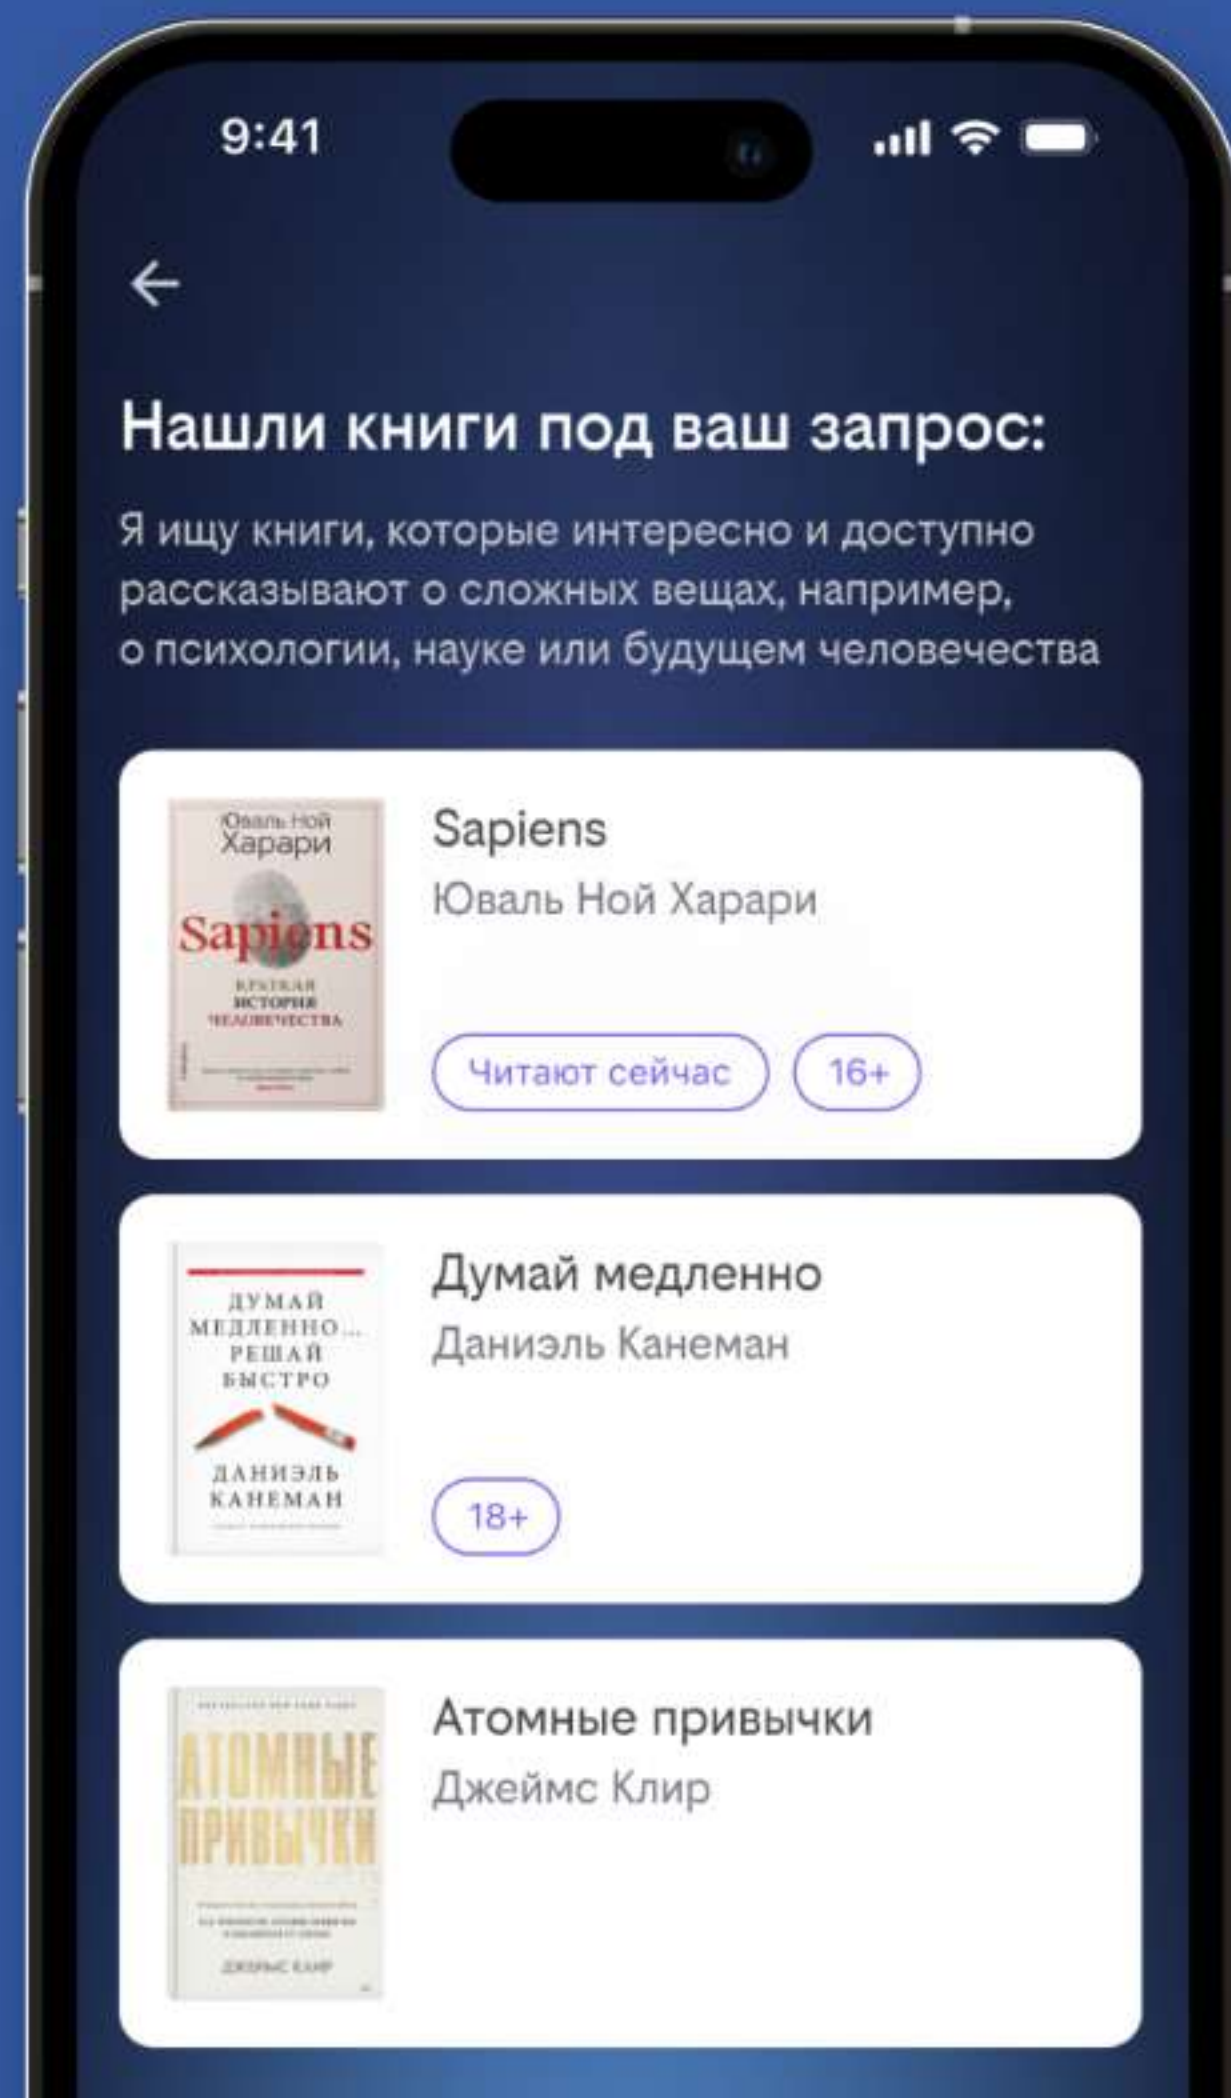 9:41
Нашли книги под ваш запрос:
Я ищу книги, которые интересно и доступно
рассказывают о сложных вещах, например,
о психологии, науке или будущем человечества
Юваль Ной
Харари
Sapiens
КРАТКАЯ
ИСТОРИЯ
ЧЕЛОВЕЧЕСТВА
Sapiens
Юваль Ной Харари
Читают сейчас
16+
ДУМАЙ
МЕДЛЕННО...
РЕШАЙ
БЫСТРО
ДАНИЭЛЬ
КАНЕМАН
Думай медленно
Даниэль Канеман
18+
АТОМНЫЕ
ПРИВЫЧКИ
ДЖЕЙМС КЛИР
Атомные привычки
Джеймс Клир